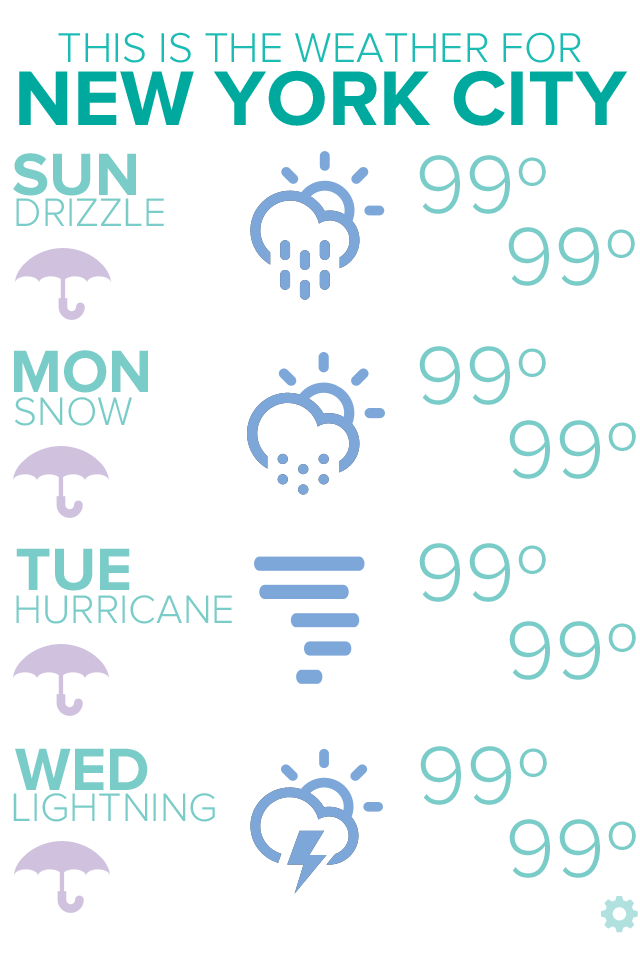 THIS IS THE WEATHER FOR
NEW YORK CITY
SUN
DRIZZLE
99°
99°
MON
SNOW
99°
99°
TUE
HURRICANE
99°
99°
WED
LIGHTNING
99°
99°